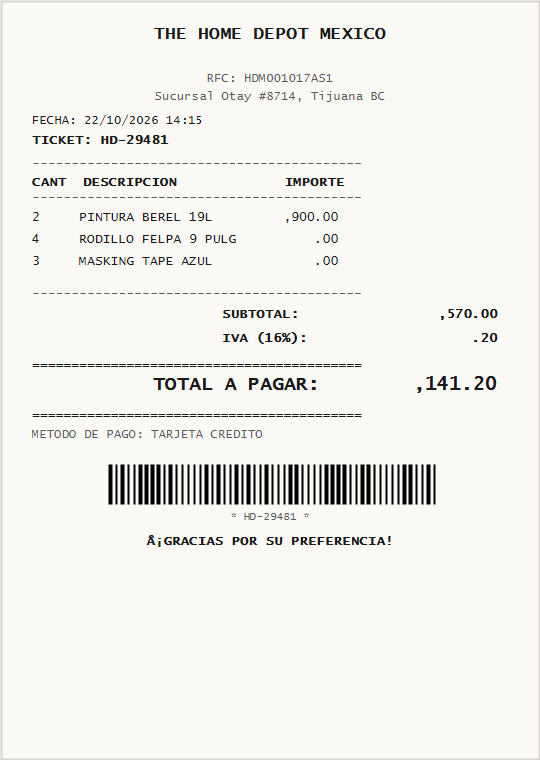 THE HOME DEPOT MEXICO
RFC: HDM001017AS1
Sucursal Otay #8714, Tijuana BC
FECHA: 22/10/2026 14:15
TICKET: HD-29481
---------------------------------------
CANT DESCRIPCION IMPORTE
---------------------------------------
2 PINTURA BEREL 19L ,900.00
4 RODILLO FELPA 9 PULG .00
3 MASKING TAPE AZUL .00
---------------------------------------
SUBTOTAL: ,570.00
IVA (16%): .20
=======================================
TOTAL A PAGAR: ,141.20
=======================================
METODO DE PAGO: TARJETA CREDITO
* HD-29481 *
Â¡GRACIAS POR SU PREFERENCIA!